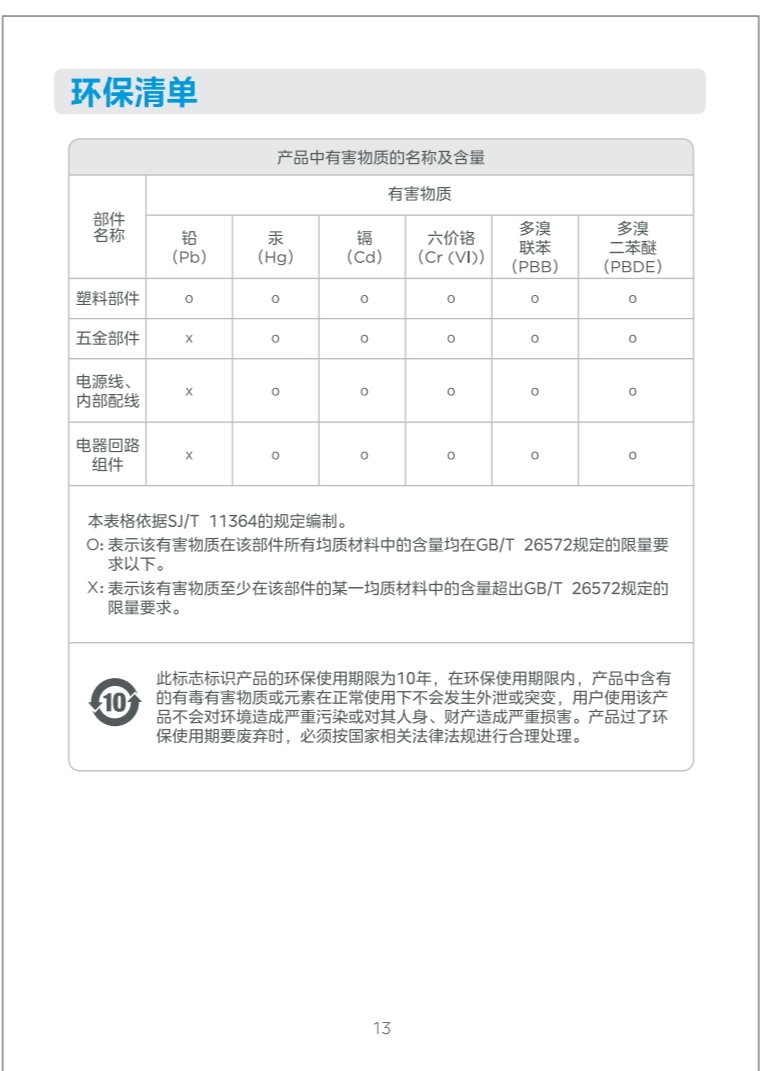 环保清单
产品中有害物质的名称及含量
部件
名称
有害物质
铅
(Pb)
汞
(Hg)
镉
(Cd)
六价铬
(Cr (VI))
多溴
联苯
(PBB)
多溴
二苯醚
(PBDE)
塑料部件 o o o o o o
五金部件 x o o o o o
电源线、
内部配线 x o o o o o
电器回路
组件 x o o o o o
本表格依据SJ/T 11364的规定编制。
O: 表示该有害物质在该部件所有均质材料中的含量均在GB/T 26572规定的限量要
求以下。
X: 表示该有害物质至少在该部件的某一均质材料中的含量超出GB/T 26572规定的
限量要求。
10
此标志标识产品的环保使用期限为10年，在环保使用期限内，产品中含有
的有毒有害物质或元素在正常使用下不会发生外泄或突变，用户使用该产
品不会对环境造成严重污染或对其人身、财产造成严重损害。产品过了环
保使用期要废弃时，必须按国家相关法律法规进行合理处理。
13